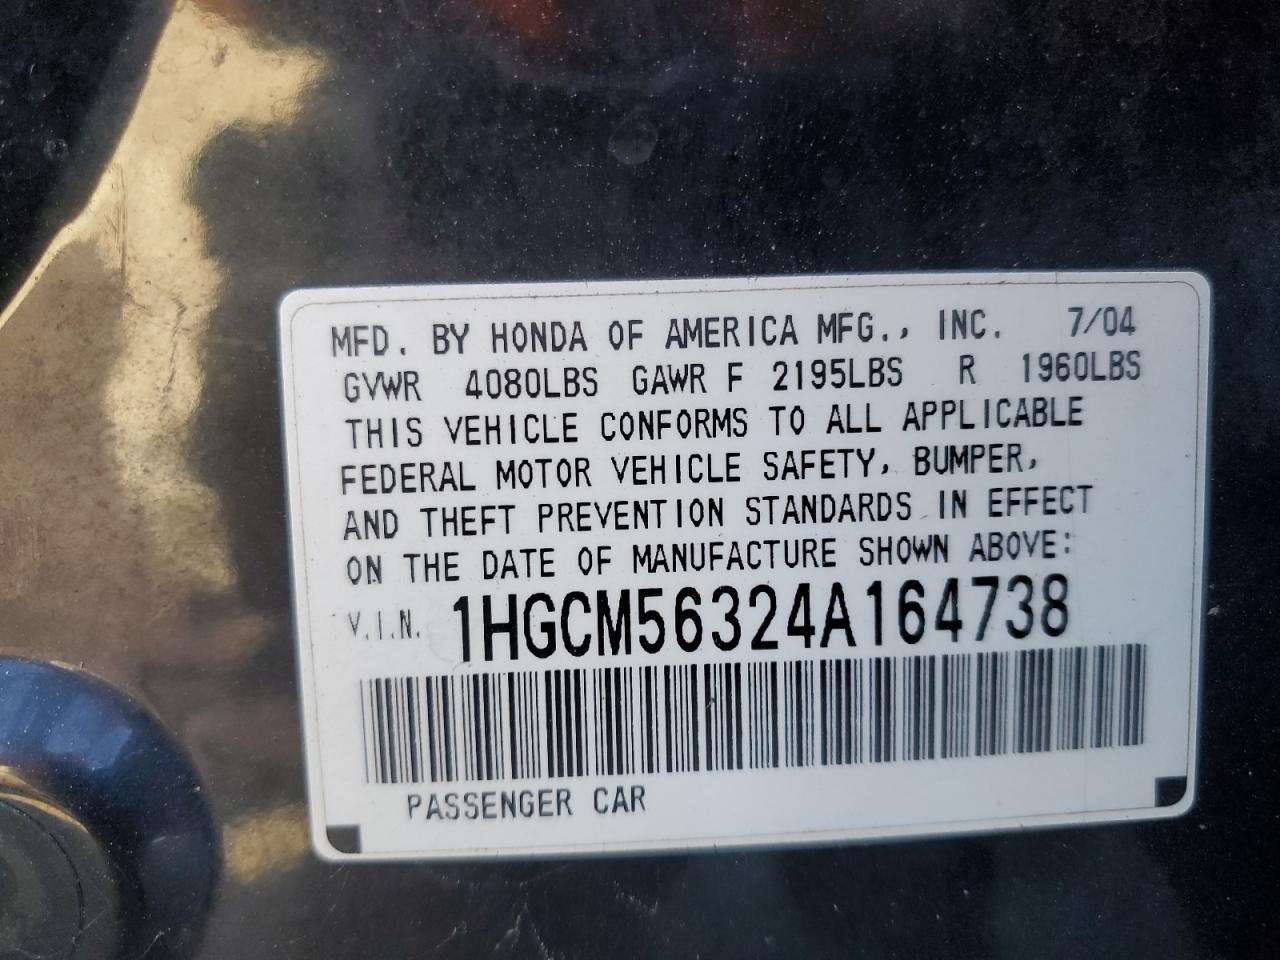 MFD. BY HONDA OF AMERICA MFG., INC. 7/04
GVWR 4080LBS GAWR F 2195LBS R 1960LBS
THIS VEHICLE CONFORMS TO ALL APPLICABLE
FEDERAL MOTOR VEHICLE SAFETY, BUMPER,
AND THEFT PREVENTION STANDARDS IN EFFECT
ON THE DATE OF MANUFACTURE SHOWN ABOVE:
V.I.N. 1HGCM56324A164738
PASSENGER CAR